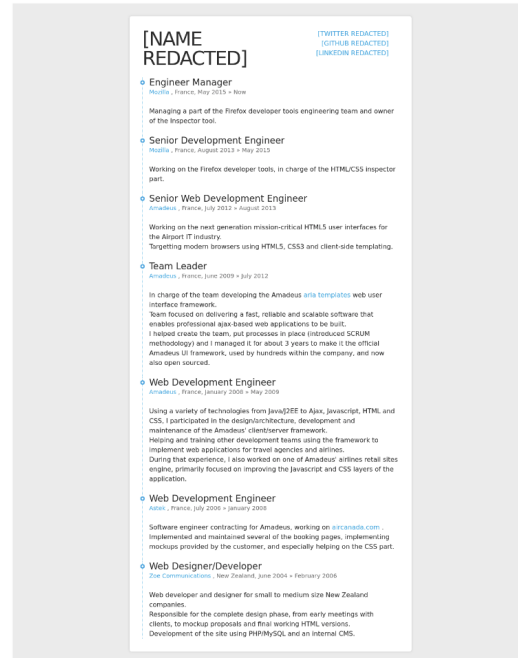 [NAME
REDACTED]
[TWITTER REDACTED]
[GITHUB REDACTED]
[LINKEDIN REDACTED]
Engineer Manager
Mozilla , France, May 2015 » Now
Managing a part of the Firefox developer tools engineering team and owner
of the Inspector tool.
Senior Development Engineer
Mozilla , France, August 2013 » May 2015
Working on the Firefox developer tools, in charge of the HTML/CSS inspector
part.
Senior Web Development Engineer
Amadeus , France, July 2012 » August 2013
Working on the next generation mission-critical HTML5 user interfaces for
the Airport IT industry.
Targetting modern browsers using HTML5, CSS3 and client-side templating.
Team Leader
Amadeus , France, June 2009 » July 2012
In charge of the team developing the Amadeus aria templates web user
interface framework.
Team focused on delivering a fast, reliable and scalable software that
enables professional ajax-based web applications to be built.
I helped create the team, put processes in place (introduced SCRUM
methodology) and I managed it for about 3 years to make it the official
Amadeus UI framework, used by hundreds within the company, and now
also open sourced.
Web Development Engineer
Amadeus , France, January 2008 » May 2009
Using a variety of technologies from Java/J2EE to Ajax, Javascript, HTML and
CSS, I participated in the design/architecture, development and
maintenance of the Amadeus' client/server framework.
Helping and training other development teams using the framework to
implement web applications for travel agencies and airlines.
During that experience, I also worked on one of Amadeus' airlines retail sites
engine, primarily focused on improving the Javascript and CSS layers of the
application.
Web Development Engineer
Astek , France, July 2006 » January 2008
Software engineer contracting for Amadeus, working on aircanada.com .
Implemented and maintained several of the booking pages, implementing
mockups provided by the customer, and especially helping on the CSS part.
Web Designer/Developer
Zoe Communications , New Zealand, June 2004 » February 2006
Web developer and designer for small to medium size New Zealand
companies.
Responsible for the complete design phase, from early meetings with
clients, to mockup proposals and final working HTML versions.
Development of the site using PHP/MySQL and an internal CMS.